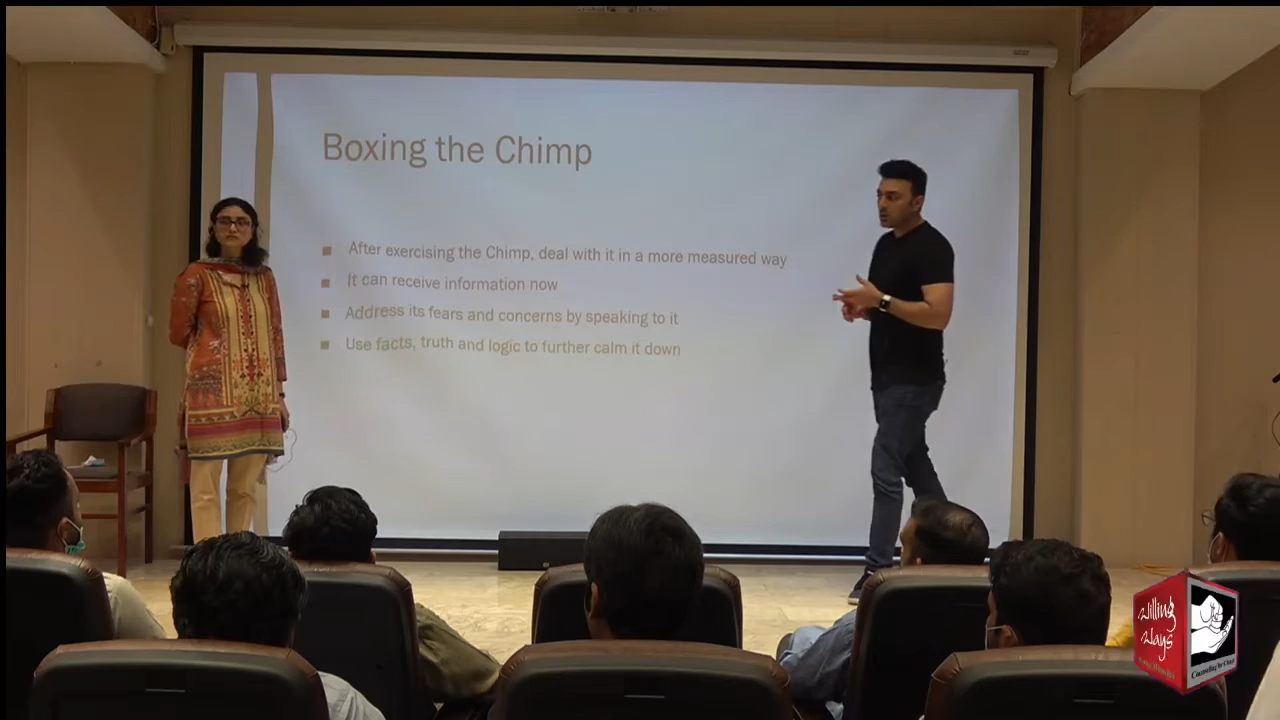 Boxing the Chimp
After exercising the Chimp, deal with it in a more measured way
It can receive information now
Address its fears and concerns by speaking to it
Use facts, truth and logic to further calm it down
Willing
Ways